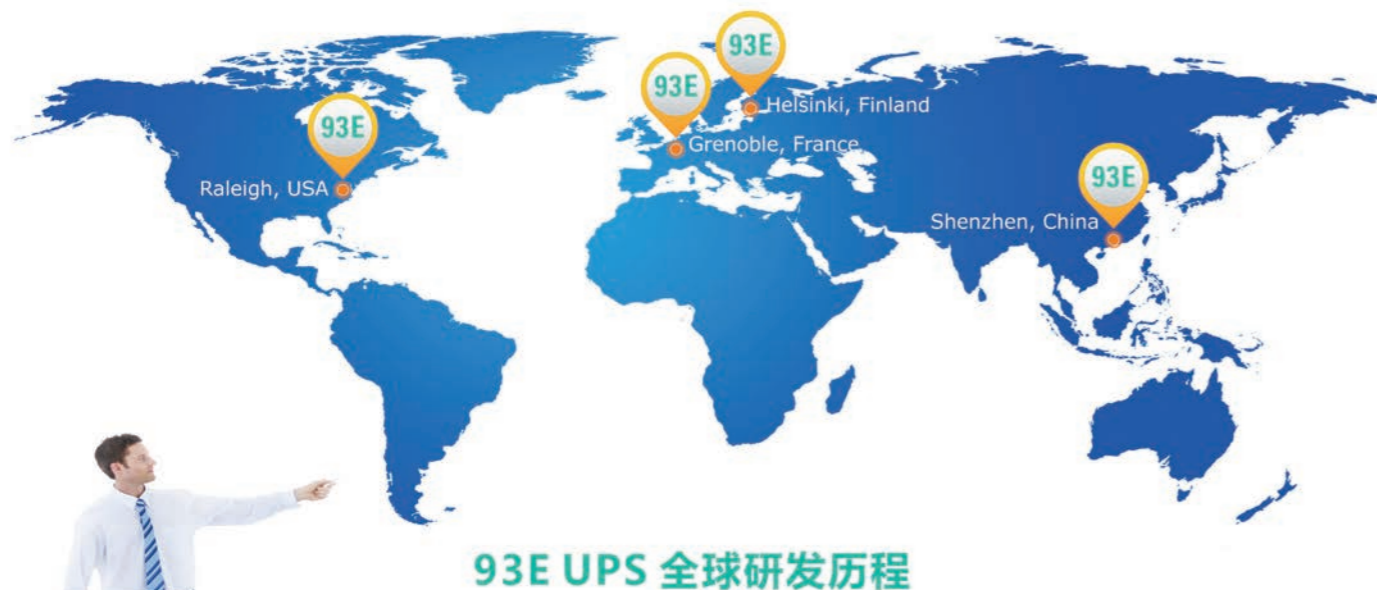 93E
Helsinki, Finland
93E
Grenoble, France
93E
Raleigh, USA
93E
Shenzhen, China
93E UPS 全球研发历程